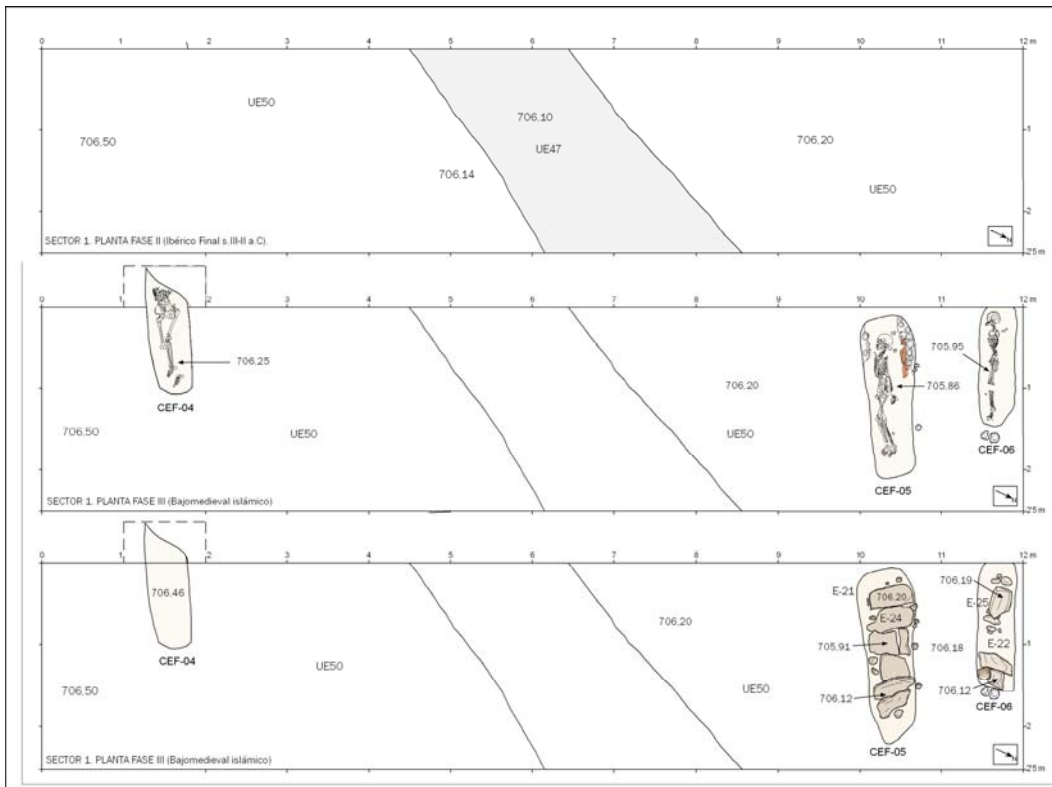 0 1 2 3 4 5 6 7 8 9 10 11 12 m
UE50
706,10
-1
706,50
706,20
UE47
706,14
UE50
-2
SECTOR 1. PLANTA FASE II (Ibérico Final s.III-II a.C).
N
-25 m
0 1 2 3 4 5 6 7 8 9 10 11 12 m
705,95
706,25
706,20
705,86
-1
CEF-04
706,50
UE50
UE50
CEF-06
CEF-05
-2
SECTOR 1. PLANTA FASE III (Bajomedieval islámico)
N
-25 m
0 1 2 3 4 5 6 7 8 9 10 11 12 m
706,19
706,46
E-21
706,20
E-25
706,20
E-24
705,91
706,18
E-22
-1
CEF-04
UE50
706,50
UE50
706,12
706,12
CEF-06
-2
CEF-05
SECTOR 1. PLANTA FASE III (Bajomedieval islámico)
N
-25 m